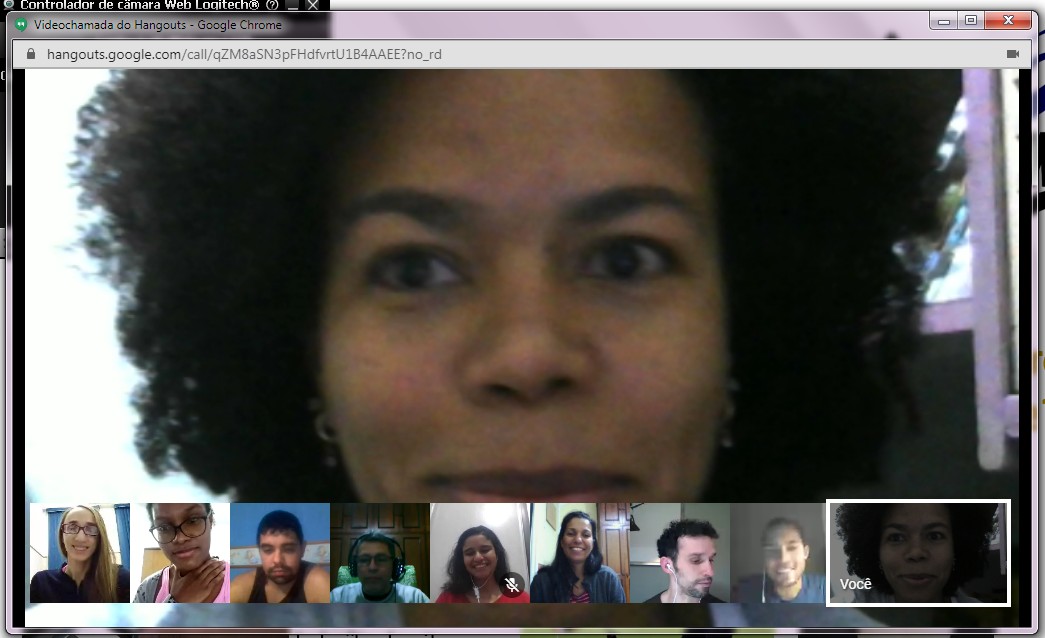 Controlador de câmara Web Logitech®
Videochamada do Hangouts - Google Chrome
hangouts.google.com/call/qZM8aSN3pFHdfvrtU1B4AAEE?no_rd
Você